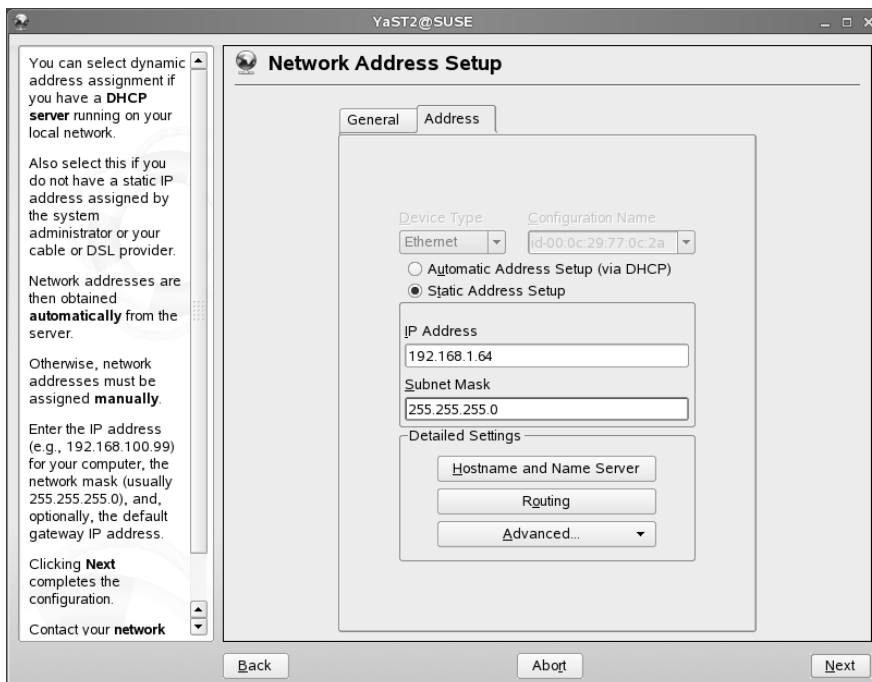 YaST2@SUSE
You can select dynamic
address assignment if
you have a DHCP
server running on your
local network.
Also select this if you
do not have a static IP
address assigned by
the system
administrator or your
cable or DSL provider.
Network addresses are
then obtained
automatically from the
server.
Otherwise, network
addresses must be
assigned manually.
Enter the IP address
(e.g., 192.168.100.99)
for your computer, the
network mask (usually
255.255.255.0), and,
optionally, the default
gateway IP address.
Clicking Next
completes the
configuration.
Contact your network
Network Address Setup
General Address
Device Type Configuration Name
Ethernet id-00:0c:29:77:0c:2a
Automatic Address Setup (via DHCP)
Static Address Setup
IP Address
192.168.1.64
Subnet Mask
255.255.255.0
Detailed Settings
Hostname and Name Server
Routing
Advanced...
Back Abort Next